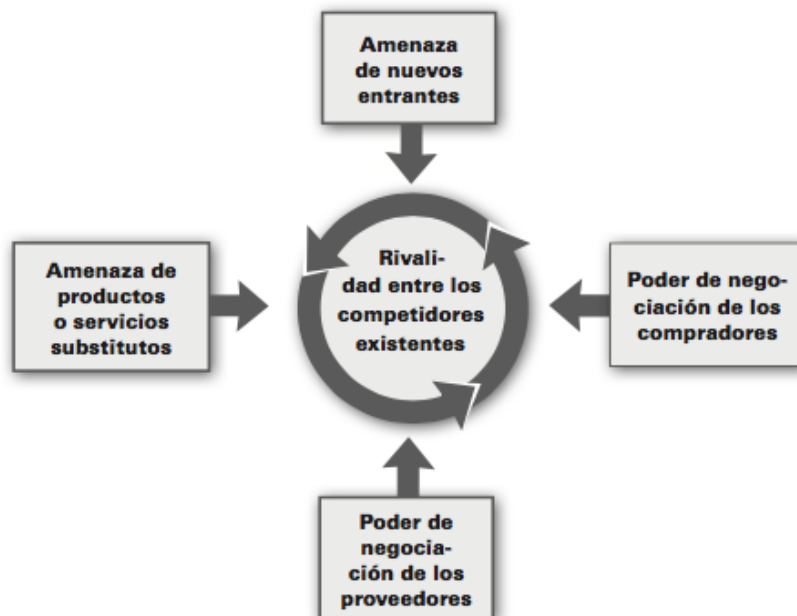 Amenaza
de nuevos
entrantes
Amenaza de
productos
o servicios
substitutos
Rivali-
dad entre los
competidores
existentes
Poder de nego-
ciación de los
compradores
Poder de
negocia-
ción de los
proveedores